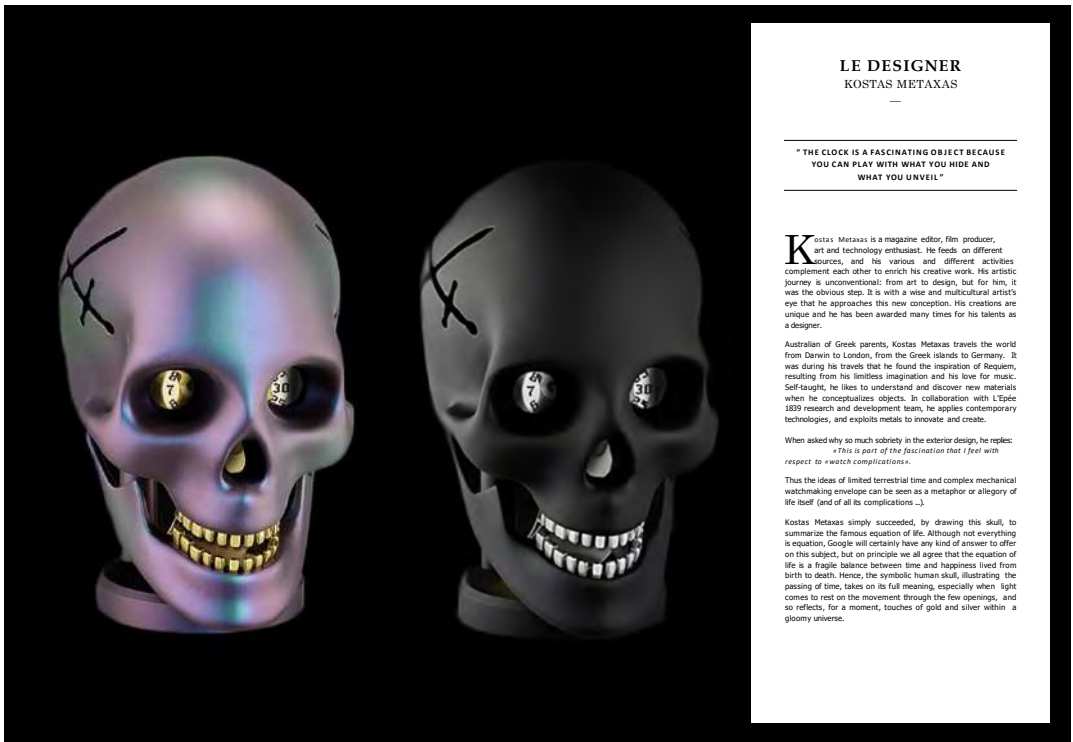 LE DESIGNER
KOSTAS METAXAS
—
“ THE CLOCK IS A FASCINATING OBJECT BECAUSE
YOU CAN PLAY WITH WHAT YOU HIDE AND
WHAT YOU UNVEIL”
Kostas Metaxas is a magazine editor, film producer,
art and technology enthusiast. He feeds on different
sources, and his various and different activities
complement each other to enrich his creative work. His artistic
journey is unconventional: from art to design, but for him, it
was the obvious step. It is with a wise and multicultural artist's
eye that he approaches this new conception. His creations are
unique and he has been awarded many times for his talents as
a designer.
Australian of Greek parents, Kostas Metaxas travels the world
from Darwin to London, from the Greek islands to Germany. It
was during his travels that he found the inspiration of Requiem,
resulting from his limitless imagination and his love for music.
Self-taught, he likes to understand and discover new materials
when he conceptualizes objects. In collaboration with L'Epée
1839 research and development team, he applies contemporary
technologies, and exploits metals to innovate and create.
When asked why so much sobriety in the exterior design, he replies:
«This is part of the fascination that I feel with
respect to «watch complications».
Thus the ideas of limited terrestrial time and complex mechanical
watchmaking envelope can be seen as a metaphor or allegory of
life itself (and of all its complications ...).
Kostas Metaxas simply succeeded, by drawing this skull, to
summarize the famous equation of life. Although not everything
is equation, Google will certainly have any kind of answer to offer
on this subject, but on principle we all agree that the equation of
life is a fragile balance between time and happiness lived from
birth to death. Hence, the symbolic human skull, illustrating the
passing of time, takes on its full meaning, especially when light
comes to rest on the movement through the few openings, and
so reflects, for a moment, touches of gold and silver within a
gloomy universe.
7
30
25
7
30